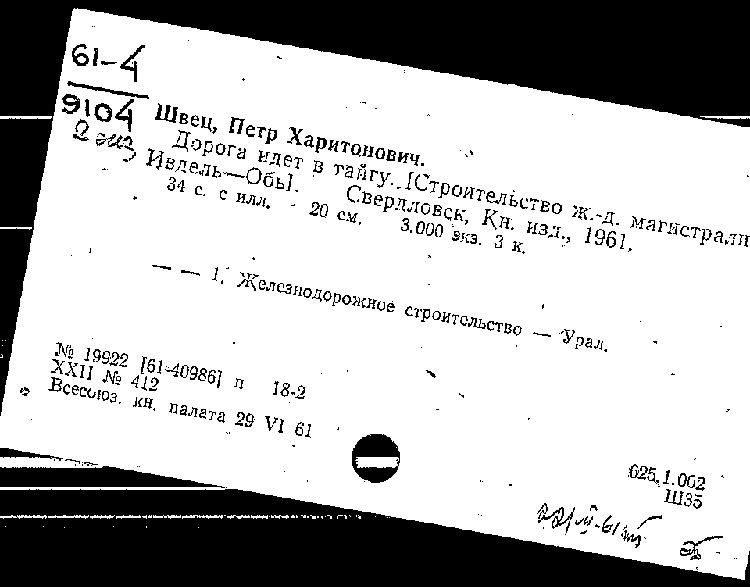 61-4
9104
2 экз
Швец, Петр Харитонович.
Дорога идет в тайгу. [Строительство ж.-д. магистрали
Ивдель—Обь]. Свердловск, Кн. изд., 1961.
34 с. с илл. 20 см. 3.000 экз. 3 к.
— — 1. Железнодорожное строительство — Урал.
№ 19922 [61-40986] п 18-2
XXII № 412
Всесоюз. кн. палата 29 VI 61
625.1.002
Ш35